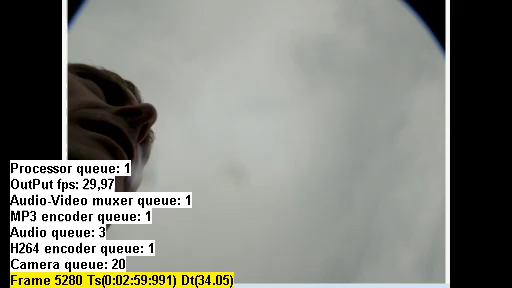 Processor queue: 1
OutPut fps: 29,97
Audio-Video muxer queue: 1
MP3 encoder queue: 1
Audio queue: 3
H264 encoder queue: 1
Camera queue: 20
Frame 5280 Ts(0:02:59:991) Dt(34.05)